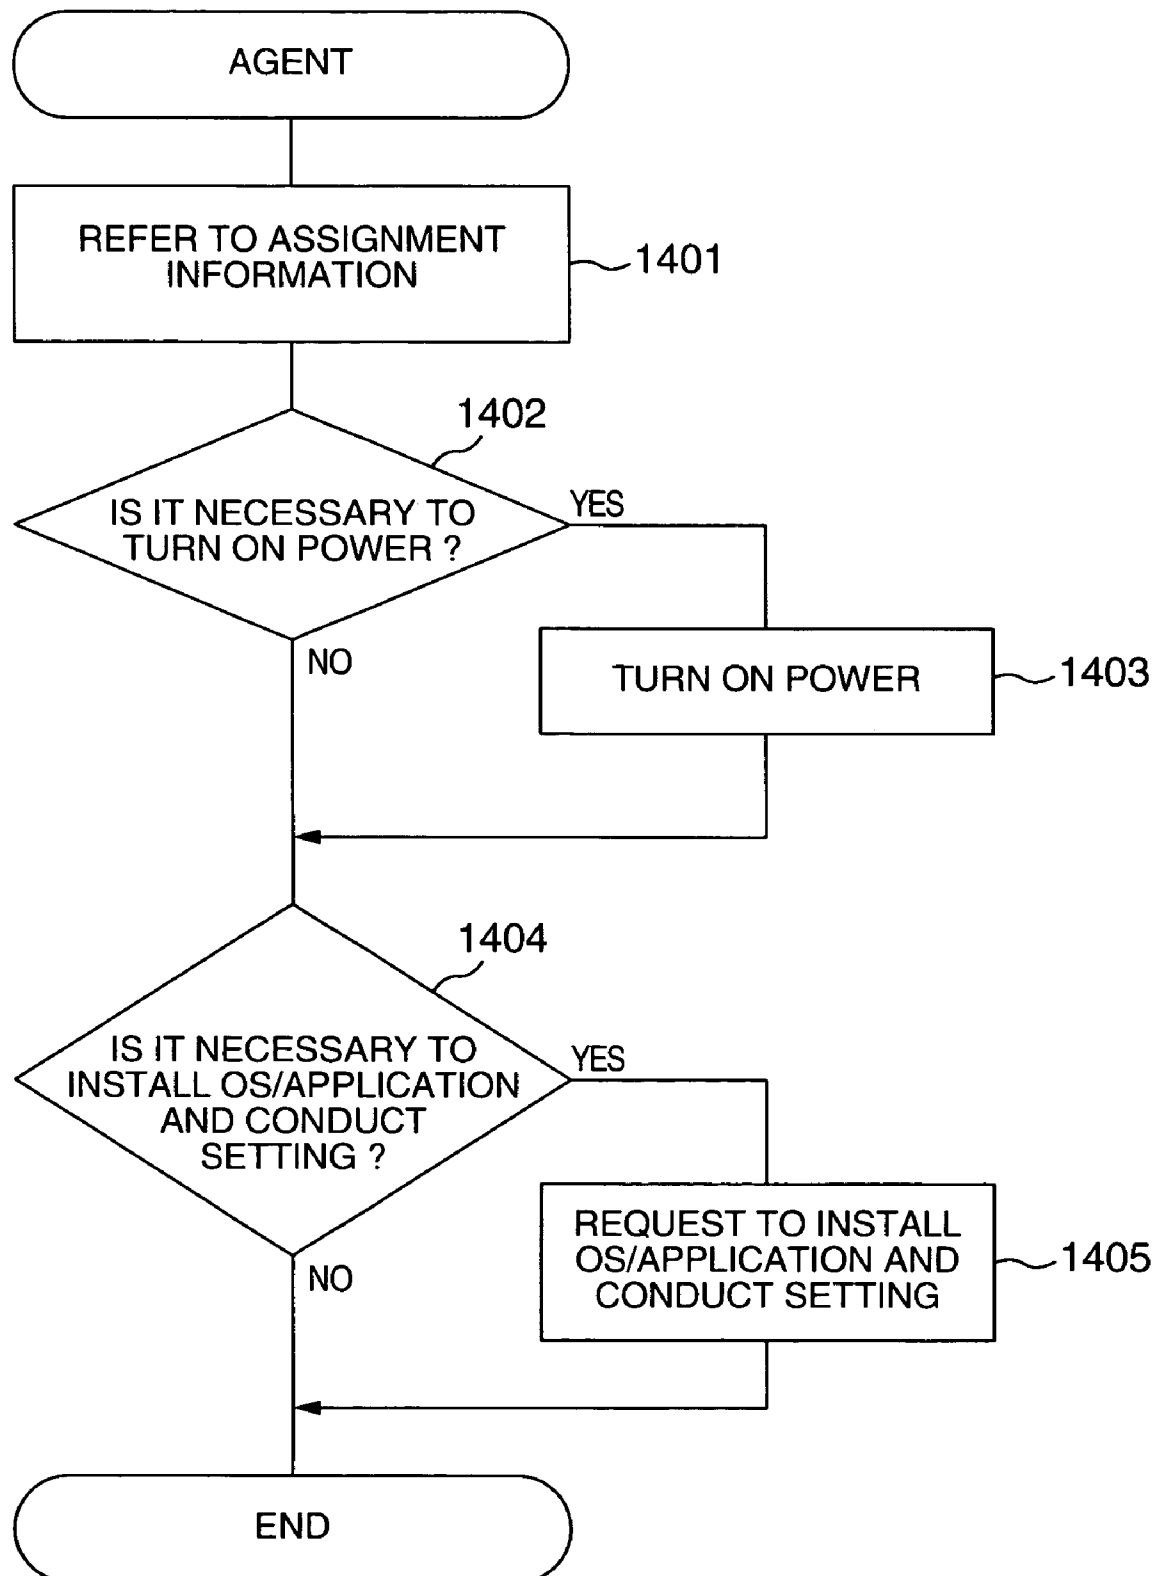 AGENT
REFER TO ASSIGNMENT
INFORMATION
1401
1402
IS IT NECESSARY TO
TURN ON POWER ?
YES
NO
TURN ON POWER
1403
1404
IS IT NECESSARY TO
INSTALL OS/APPLICATION
AND CONDUCT
SETTING ?
YES
NO
REQUEST TO INSTALL
OS/APPLICATION AND
CONDUCT SETTING
1405
END